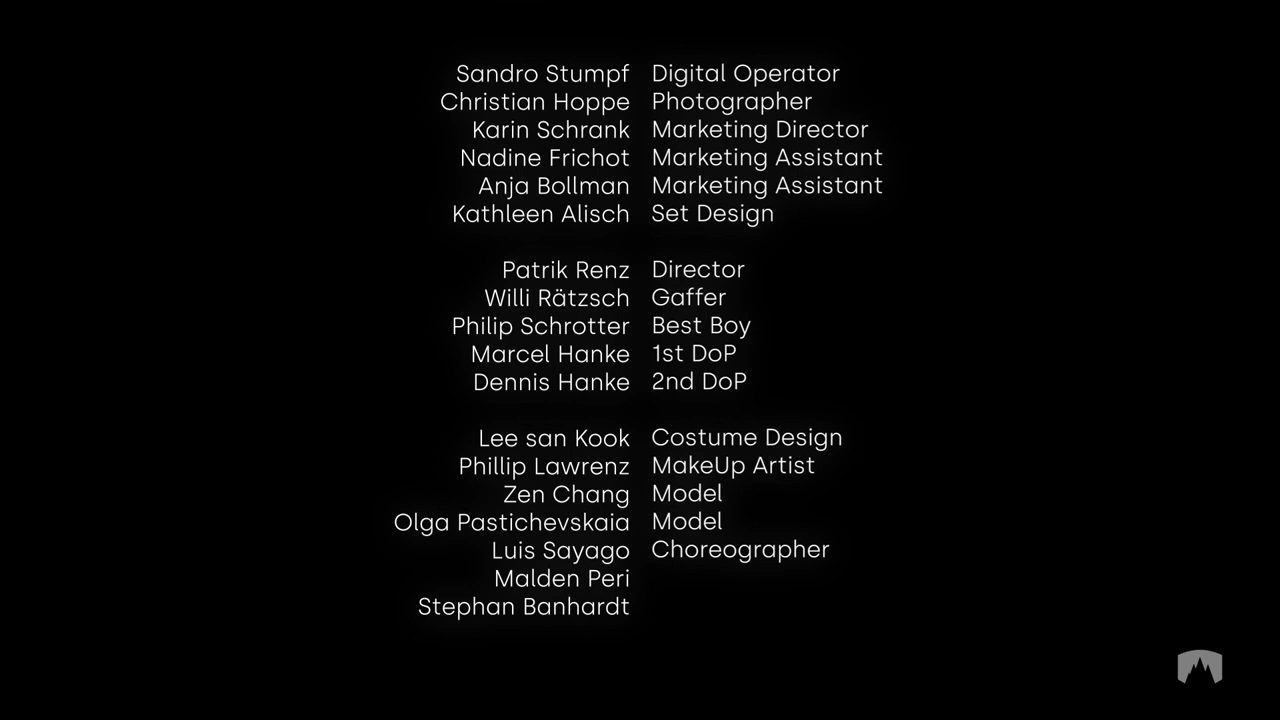 Sandro Stumpf Digital Operator
Christian Hoppe Photographer
Karin Schrank Marketing Director
Nadine Frichot Marketing Assistant
Anja Bollman Marketing Assistant
Kathleen Alisch Set Design
Patrik Renz Director
Willi Rätzsch Gaffer
Philip Schrotter Best Boy
Marcel Hanke 1st DoP
Dennis Hanke 2nd DoP
Lee san Kook Costume Design
Phillip Lawrenz MakeUp Artist
Zen Chang Model
Olga Pastichevskaia Model
Luis Sayago Choreographer
Malden Peri
Stephan Banhardt